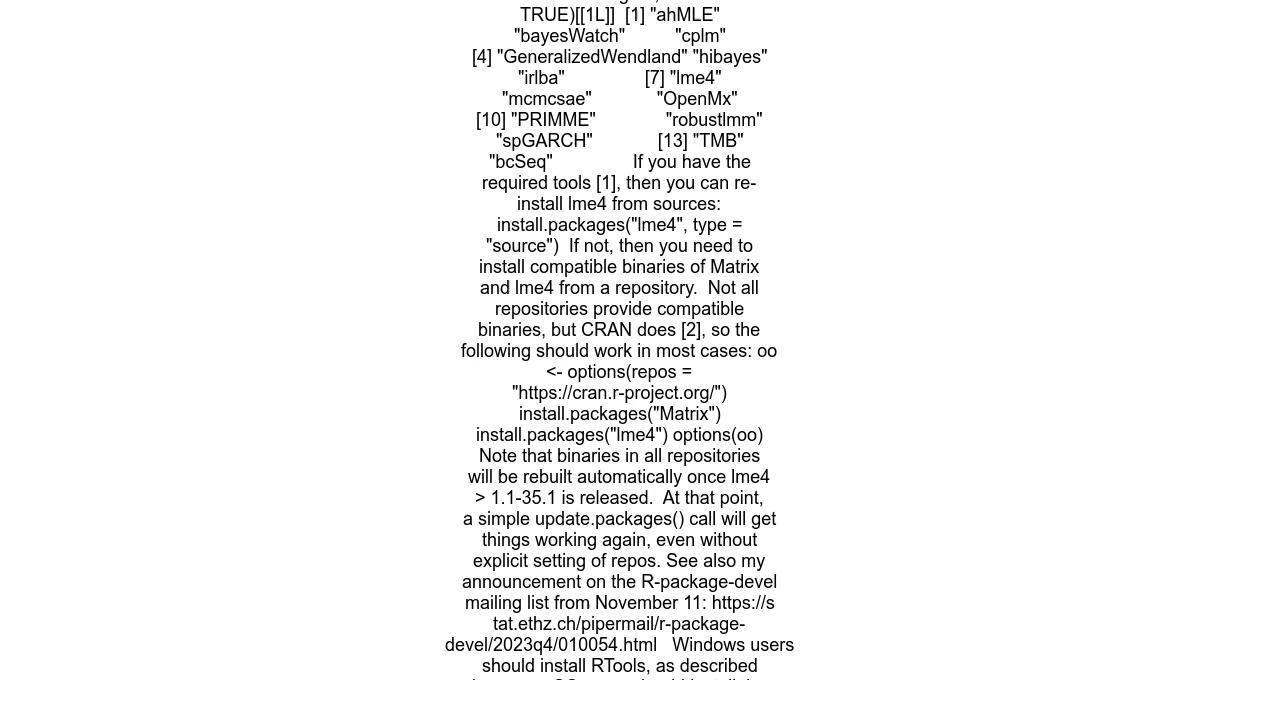 TRUE)[[1L]]  [1] "ahMLE"
"bayesWatch"          "cplm"
[4] "GeneralizedWendland" "hibayes"
"irlba"                [7] "lme4"
"mcmcsae"             "OpenMx"
[10] "PRIMME"              "robustlmm"
"spGARCH"             [13] "TMB"
"bcSeq"                If you have the
required tools [1], then you can re-
install lme4 from sources:
install.packages("lme4", type =
"source")  If not, then you need to
install compatible binaries of Matrix
and lme4 from a repository.  Not all
repositories provide compatible
binaries, but CRAN does [2], so the
following should work in most cases: oo
<- options(repos =
"https://cran.r-project.org/")
install.packages("Matrix")
install.packages("lme4") options(oo)
Note that binaries in all repositories
will be rebuilt automatically once lme4
> 1.1-35.1 is released.  At that point,
a simple update.packages() call will get
things working again, even without
explicit setting of repos. See also my
announcement on the R-package-devel
mailing list from November 11: https://s
tat.ethz.ch/pipermail/r-package-
devel/2023q4/010054.html   Windows users
should install RTools, as described